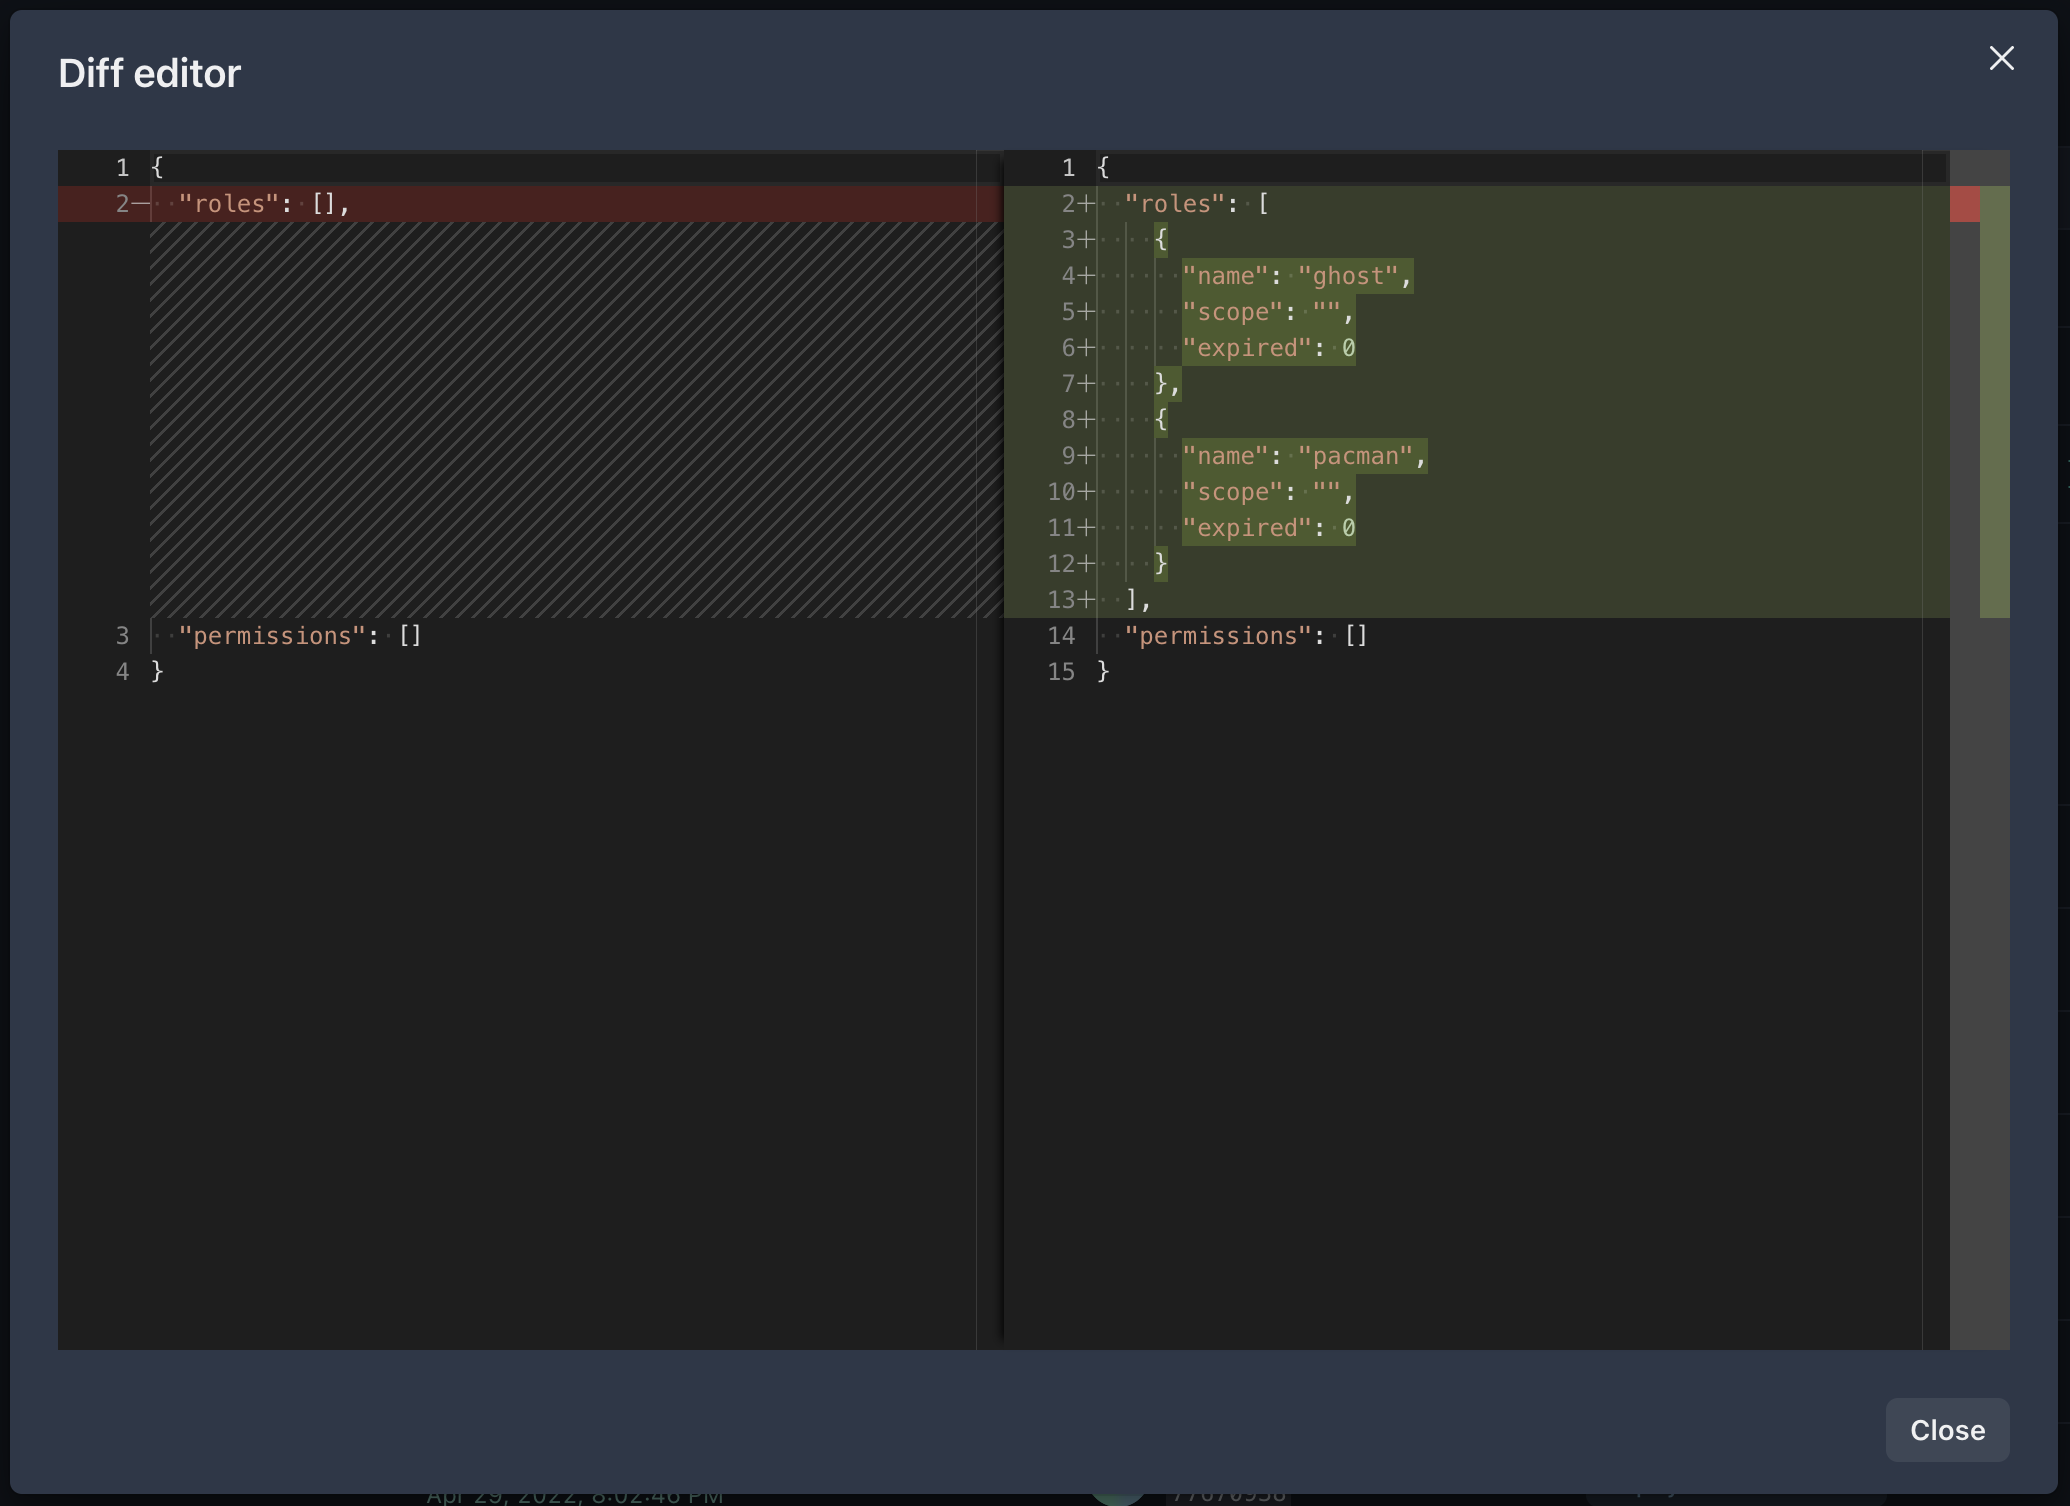 Diff editor
1 {
2− "roles": [],
3 "permissions": []
4 }
1 {
2+ "roles": [
3+ {
4+ "name": "ghost",
5+ "scope": "",
6+ "expired": 0
7+ },
8+ {
9+ "name": "pacman",
10+ "scope": "",
11+ "expired": 0
12+ }
13+ ],
14 "permissions": []
15 }
Close
Apr 29, 2022, 8:02:46 PM